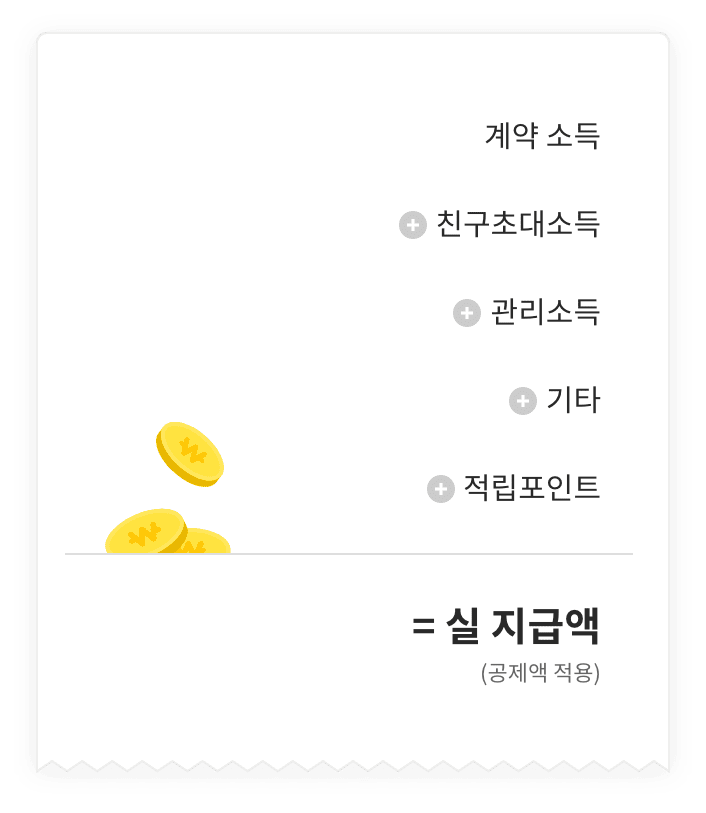 계약 소득
+ 친구초대소득
+ 관리소득
+ 기타
+ 적립포인트
₩
₩
₩
= 실 지급액
(공제액 적용)